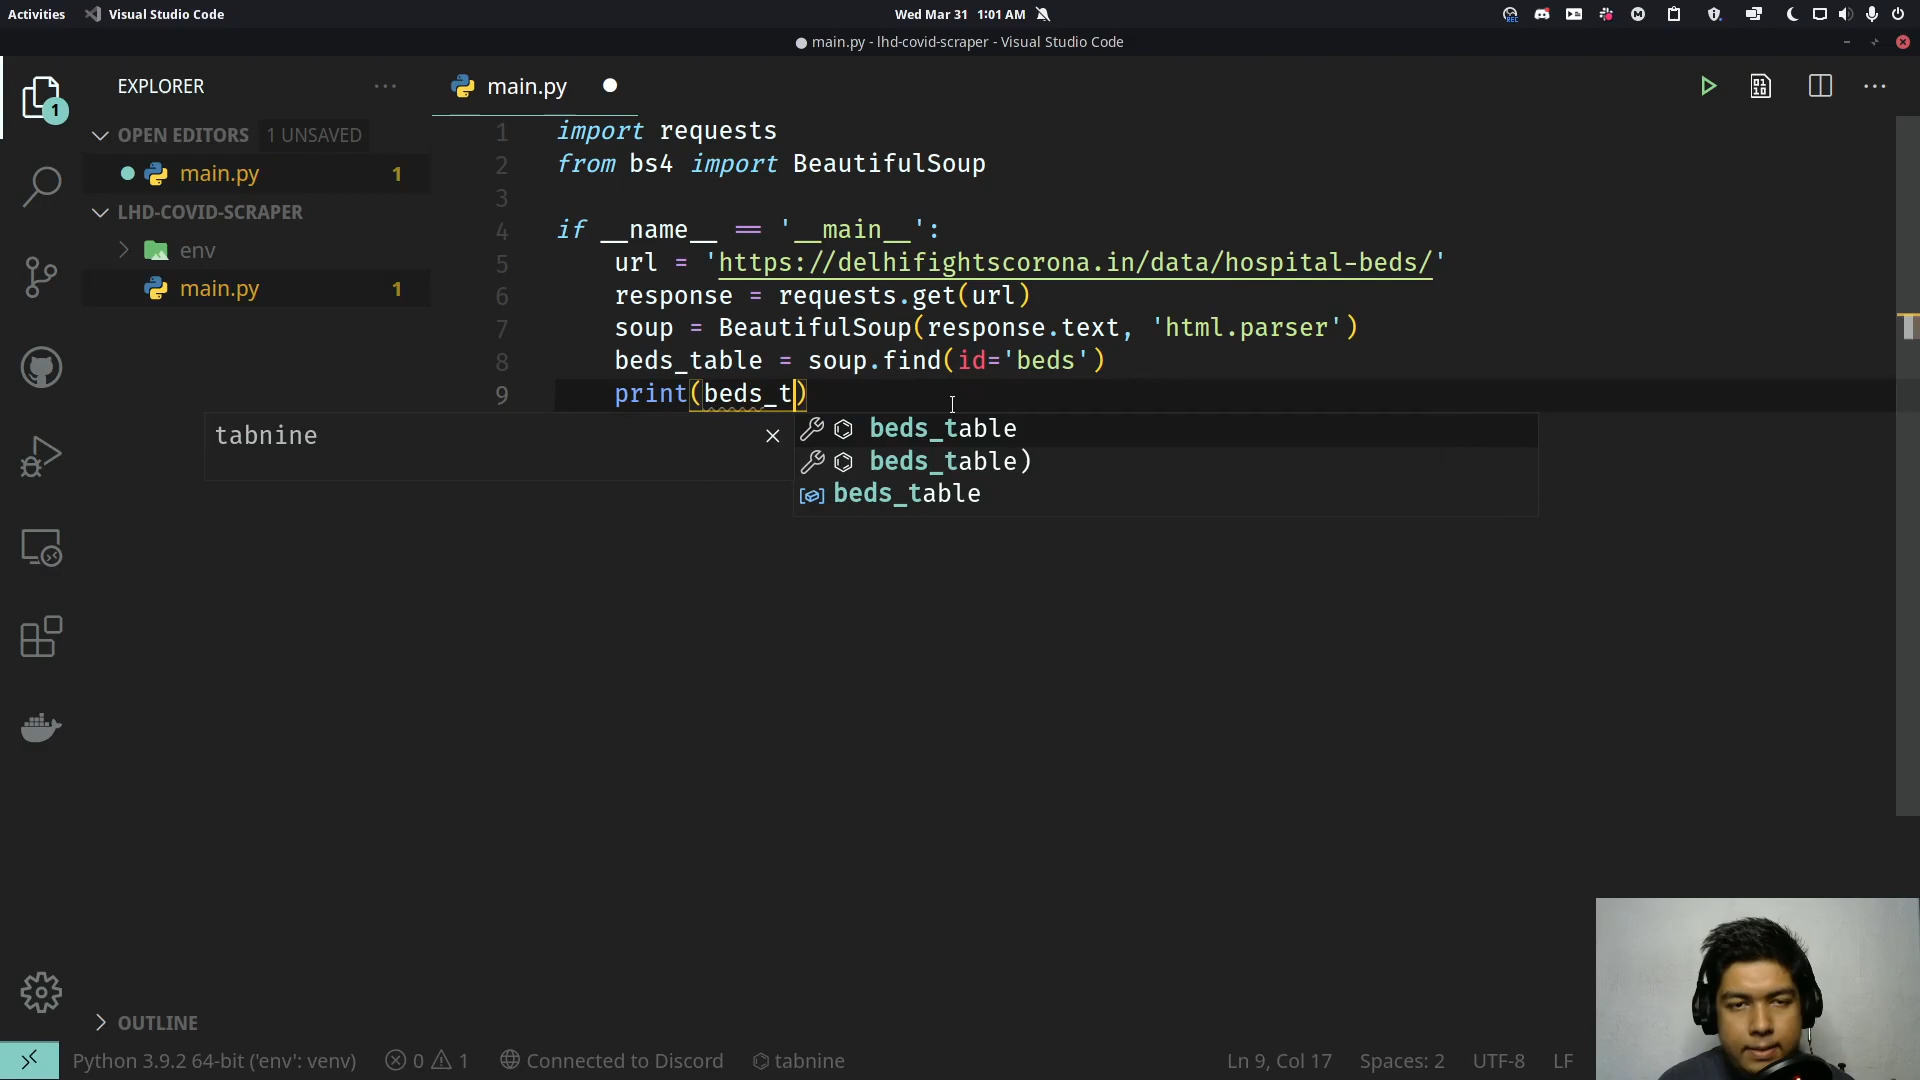 Activities
Visual Studio Code
Wed Mar 31 1:01 AM
main.py - lhd-covid-scraper - Visual Studio Code
EXPLORER
main.py
OPEN EDITORS 1 UNSAVED
main.py 1
LHD-COVID-SCRAPER
env
main.py 1
1
1 import requests
2 from bs4 import BeautifulSoup
3
4 if __name__ == '__main__':
5 url = 'https://delhifightscorona.in/data/hospital-beds/'
6 response = requests.get(url)
7 soup = BeautifulSoup(response.text, 'html.parser')
8 beds_table = soup.find(id='beds')
9 print(beds_t)
tabnine
beds_table
beds_table)
beds_table
OUTLINE
Python 3.9.2 64-bit ('env': venv) 0 1 Connected to Discord tabnine Ln 9, Col 17 Spaces: 2 UTF-8 LF